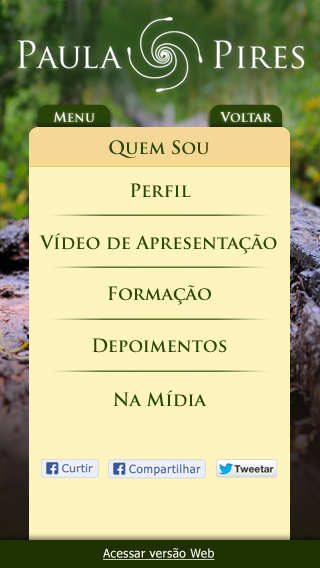 Paula Pires
Menu
Voltar
Quem Sou
Perfil
Vídeo de Apresentação
Formação
Depoimentos
Na Mídia
Curtir
Compartilhar
Tweetar
Acessar versão Web